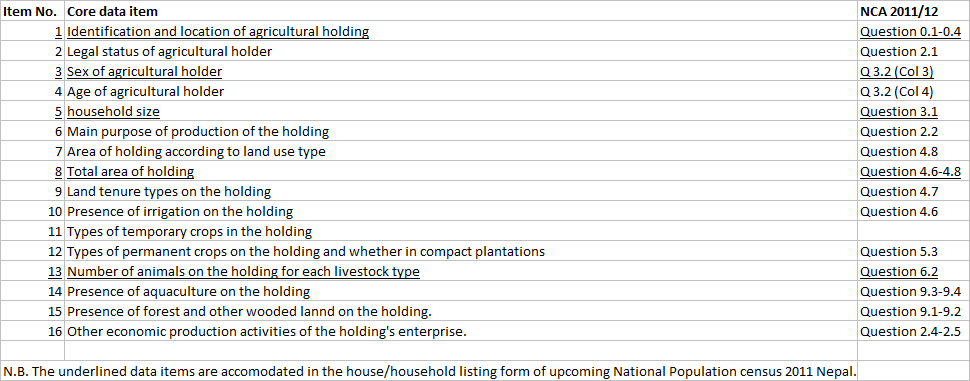 Item No. Core data item NCA 2011/12
1 Identification and location of agricultural holding Question 0.1-0.4
2 Legal status of agricultural holder Question 2.1
3 Sex of agricultural holder Q 3.2 (Col 3)
4 Age of agricultural holder Q 3.2 (Col 4)
5 household size Question 3.1
6 Main purpose of production of the holding Question 2.2
7 Area of holding according to land use type Question 4.8
8 Total area of holding Question 4.6-4.8
9 Land tenure types on the holding Question 4.7
10 Presence of irrigation on the holding Question 4.6
11 Types of temporary crops in the holding
12 Types of permanent crops on the holding and whether in compact plantations Question 5.3
13 Number of animals on the holding for each livestock type Question 6.2
14 Presence of aquaculture on the holding Question 9.3-9.4
15 Presence of forest and other wooded lannd on the holding. Question 9.1-9.2
16 Other economic production activities of the holding's enterprise. Question 2.4-2.5
N.B. The underlined data items are accomodated in the house/household listing form of upcoming National Population census 2011 Nepal.